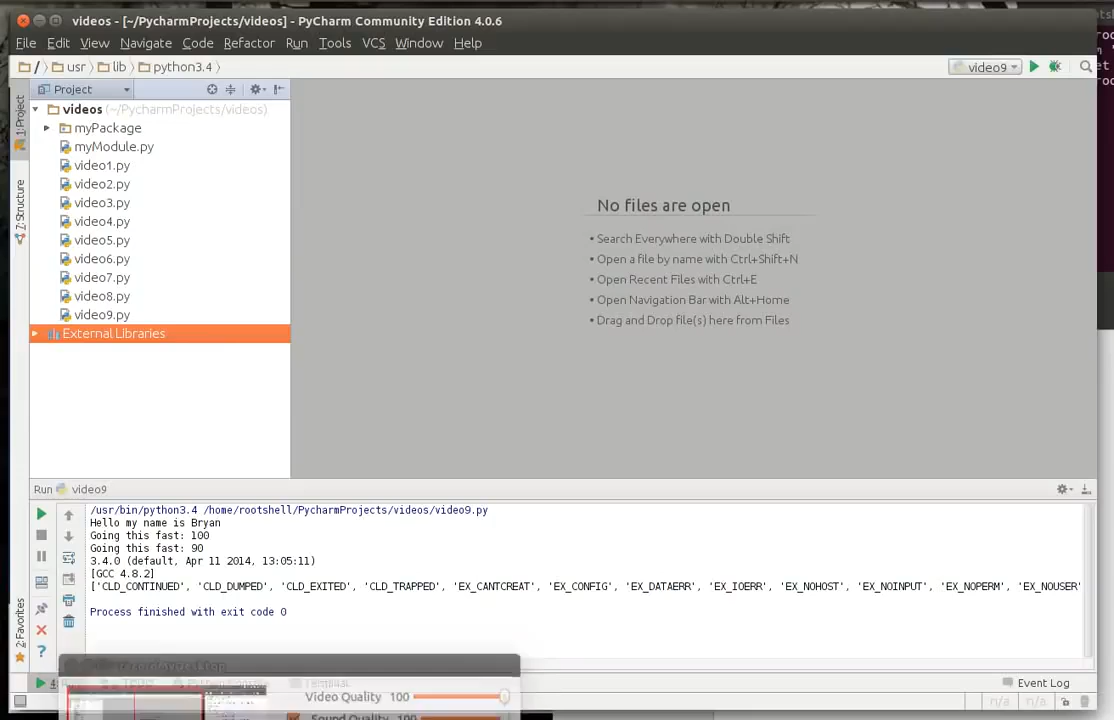 videos - [~/PycharmProjects/videos] - PyCharm Community Edition 4.0.6
File Edit View Navigate Code Refactor Run Tools VCS Window Help
/ usr lib python3.4 video9
Project
1: Project
videos (~/PycharmProjects/videos)
myPackage
myModule.py
video1.py
video2.py
video3.py
video4.py
video5.py
video6.py
video7.py
video8.py
video9.py
External Libraries
7: Structure
No files are open
• Search Everywhere with Double Shift
• Open a file by name with Ctrl+Shift+N
• Open Recent Files with Ctrl+E
• Open Navigation Bar with Alt+Home
• Drag and Drop file(s) here from Files
Run video9
/usr/bin/python3.4 /home/rootshell/PycharmProjects/videos/video9.py
Hello my name is Bryan
Going this fast: 100
Going this fast: 90
3.4.0 (default, Apr 11 2014, 13:05:11)
[GCC 4.8.2]
['CLD_CONTINUED', 'CLD_DUMPED', 'CLD_EXITED', 'CLD_TRAPPED', 'EX_CANTCREAT', 'EX_CONFIG', 'EX_DATAERR', 'EX_IOERR', 'EX_NOHOST', 'EX_NOINPUT', 'EX_NOPERM', 'EX_NOUSER'
Process finished with exit code 0
2: Favorites
Event Log
Video Quality 100
Sound Quality 100
n/a n/a